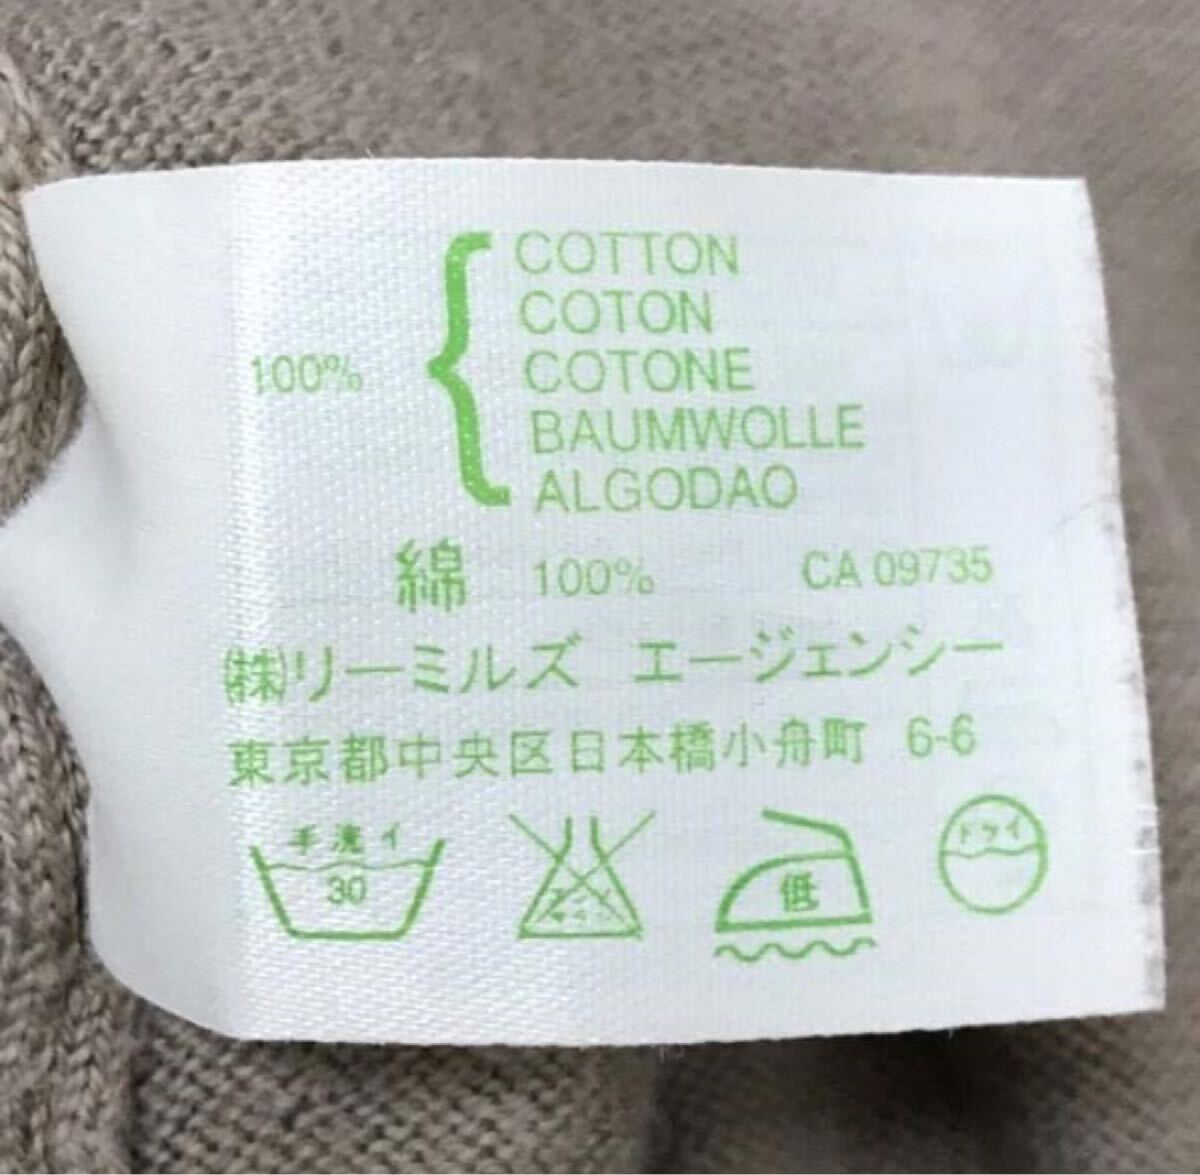 COTTON
COTON
100% COTONE
BAUMWOLLE
ALGODAO
綿 100% CA 09735
㈱リーミルズ エージェンシー
東京都中央区日本橋小舟町 6-6
手洗イ
30
低
ドライ